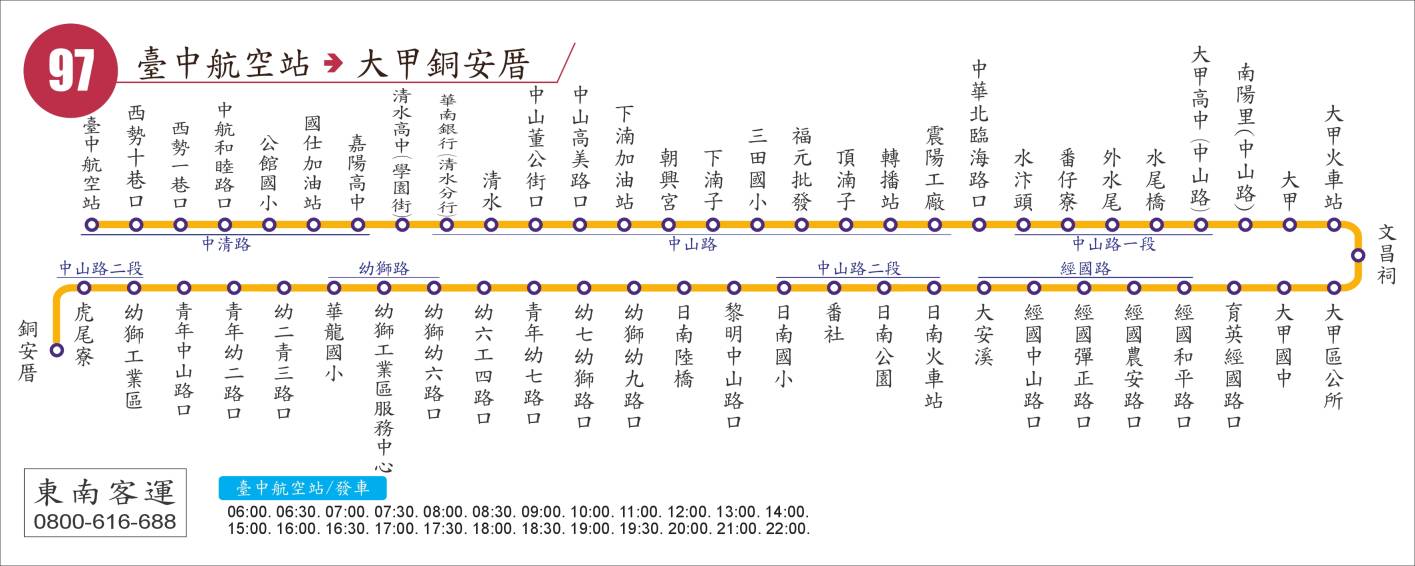 97
臺中航空站 ➔ 大甲銅安厝
臺中航空站
西勢十巷口
西勢一巷口
中航和睦路口
公館國小
國仕加油站
嘉陽高中
清水高中(學園街)
華南銀行(清水分行)
清水
中山董公街口
中山高美路口
下湳加油站
朝興宮
下湳子
三田國小
福元批發
頂湳子
轉播站
震陽工廠
中華北臨海路口
水汴頭
番仔寮
外水尾
水尾橋
大甲高中(中山路)
南陽里(中山路)
大甲
大甲火車站
中清路
中山路
中山路一段
文昌祠
中山路二段
幼獅路
中山路二段
經國路
銅安厝
虎尾寮
幼獅工業區
青年中山路口
青年幼二路口
幼二青三路口
華龍國小
幼獅工業區服務中心
幼獅幼六路口
幼六工四路口
青年幼七路口
幼七幼獅路口
幼獅幼九路口
日南陸橋
黎明中山路口
日南國小
番社
日南公園
日南火車站
大安溪
經國中山路口
經國彈正路口
經國農安路口
經國和平路口
育英經國路口
大甲國中
大甲區公所
東南客運
0800-616-688
臺中航空站/發車
06:00. 06:30. 07:00. 07:30. 08:00. 08:30. 09:00. 10:00. 11:00. 12:00. 13:00. 14:00.
15:00. 16:00. 16:30. 17:00. 17:30. 18:00. 18:30. 19:00. 19:30. 20:00. 21:00. 22:00.